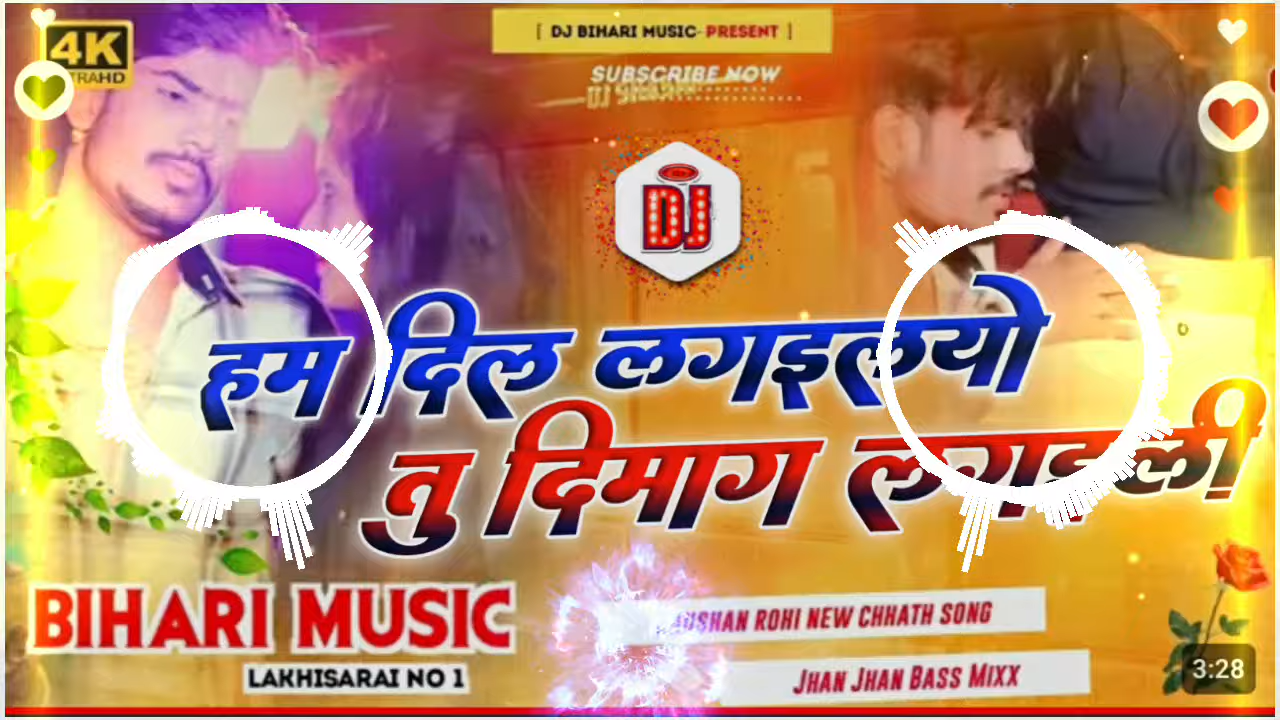 4K
[ DJ BIHARI MUSIC- PRESENT ]
SUBSCRIBE NOW
DJ
हम दिल लगइलयो
तु दिमाग लगइली
BIHARI MUSIC
LAKHISARAI NO 1
ROHI NEW CHHATH SONG
JHAN JHAN BASS MIXX
3:28